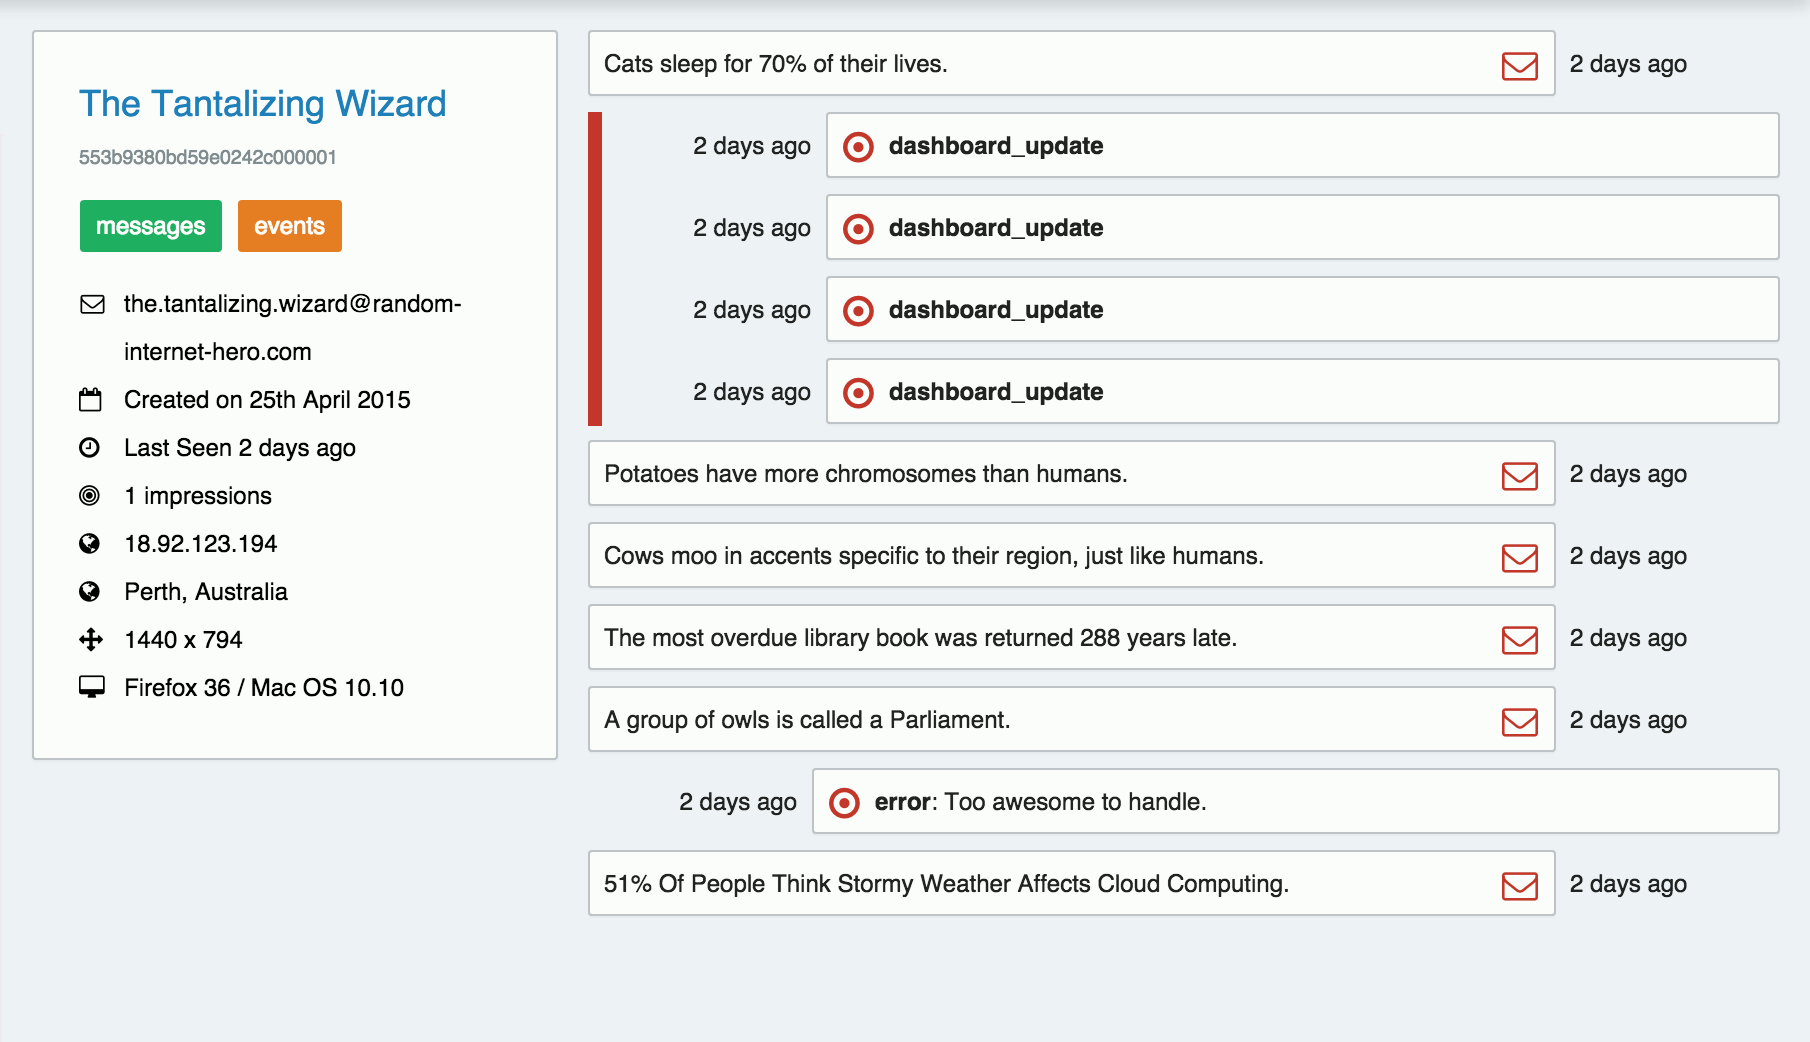 The Tantalizing Wizard
553b9380bd59e0242c000001
messages events
the.tantalizing.wizard@random-
internet-hero.com
Created on 25th April 2015
Last Seen 2 days ago
1 impressions
18.92.123.194
Perth, Australia
1440 x 794
Firefox 36 / Mac OS 10.10
Cats sleep for 70% of their lives. 2 days ago
2 days ago dashboard_update
2 days ago dashboard_update
2 days ago dashboard_update
2 days ago dashboard_update
Potatoes have more chromosomes than humans. 2 days ago
Cows moo in accents specific to their region, just like humans. 2 days ago
The most overdue library book was returned 288 years late. 2 days ago
A group of owls is called a Parliament. 2 days ago
2 days ago error: Too awesome to handle.
51% Of People Think Stormy Weather Affects Cloud Computing. 2 days ago